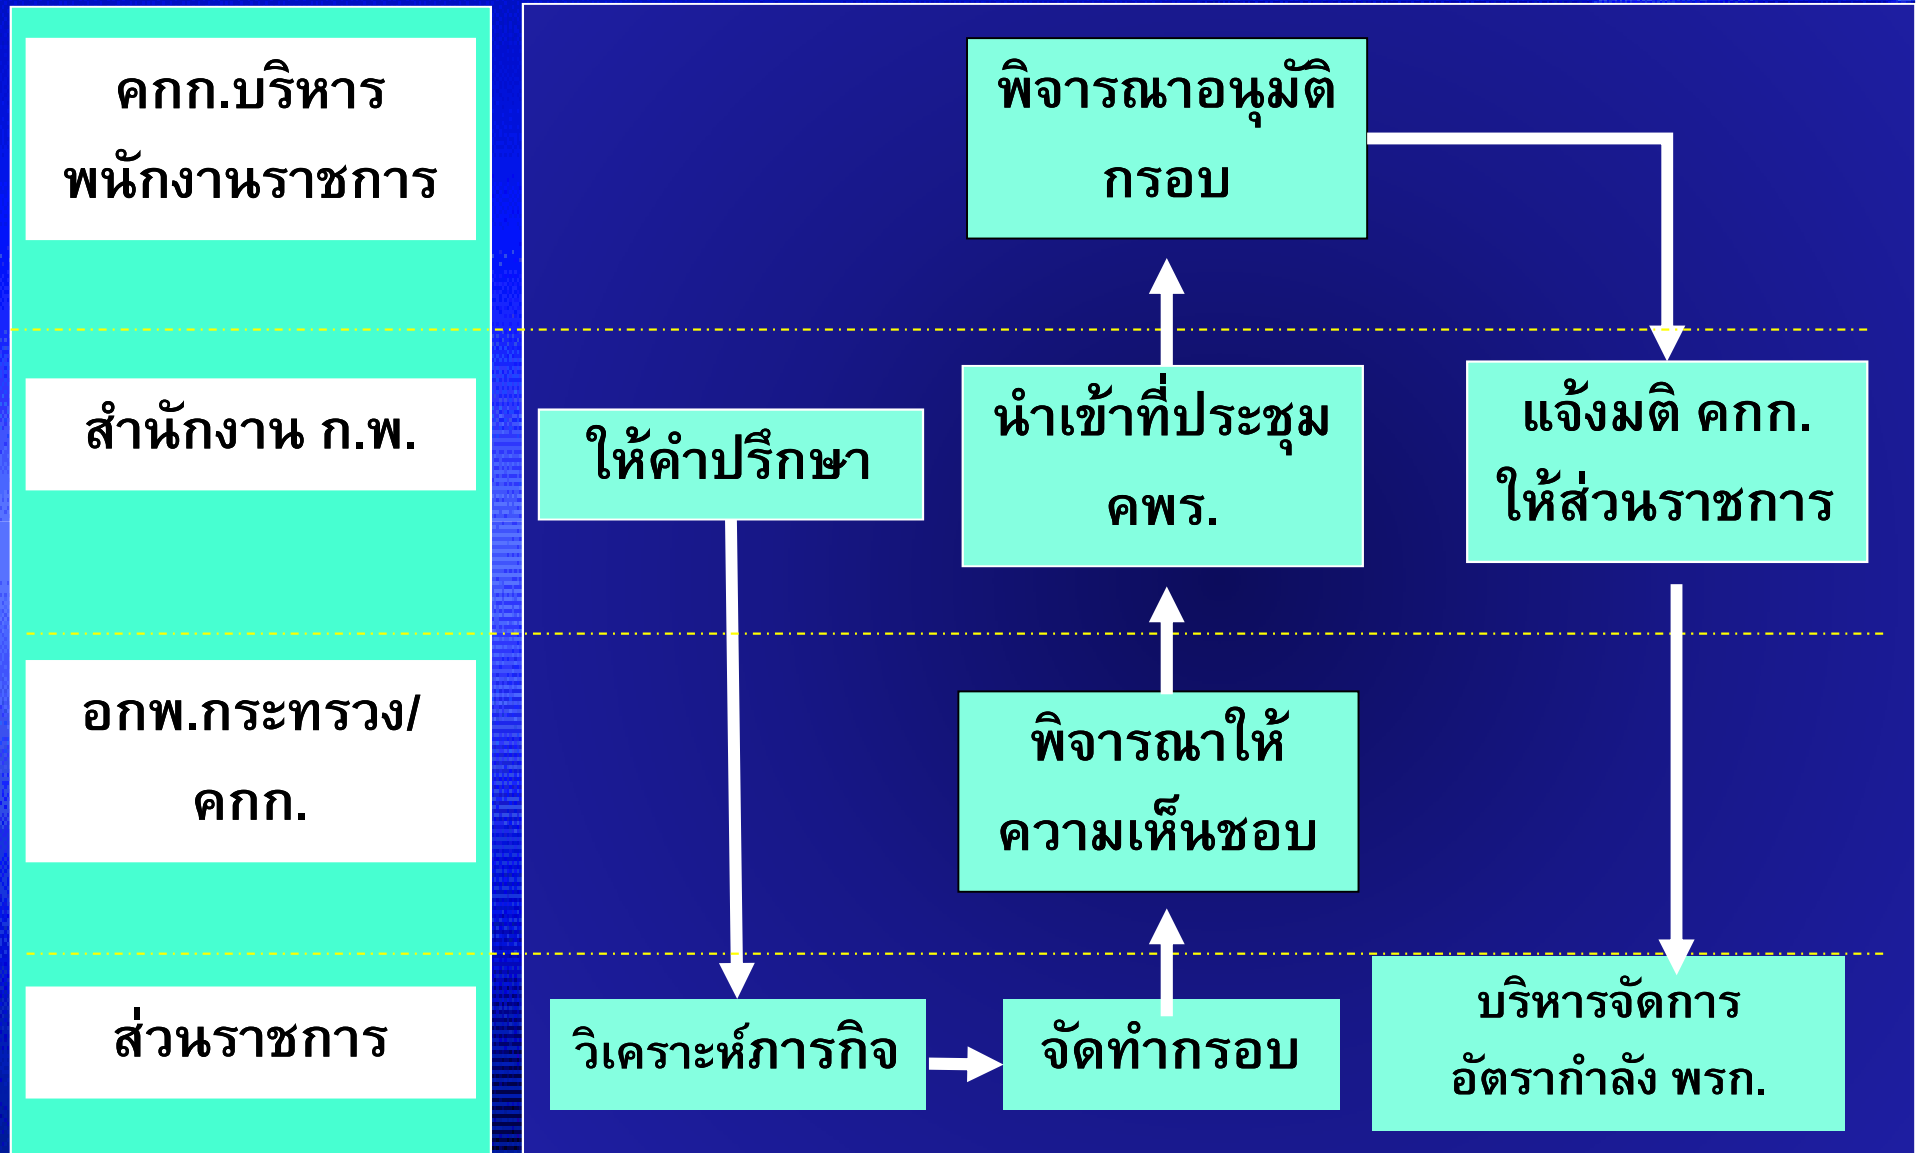 คกก.บริหาร
พนักงานราชการ
พิจารณาอนุมัติ
กรอบ
สำนักงาน ก.พ.
ให้คำปรึกษา
นำเข้าที่ประชุม
คพร.
แจ้งมติ คกก.
ให้ส่วนราชการ
อกพ.กระทรวง/
คกก.
พิจารณาให้
ความเห็นชอบ
ส่วนราชการ
วิเคราะห์ภารกิจ
จัดทำกรอบ
บริหารจัดการ
อัตรากำลัง พรก.